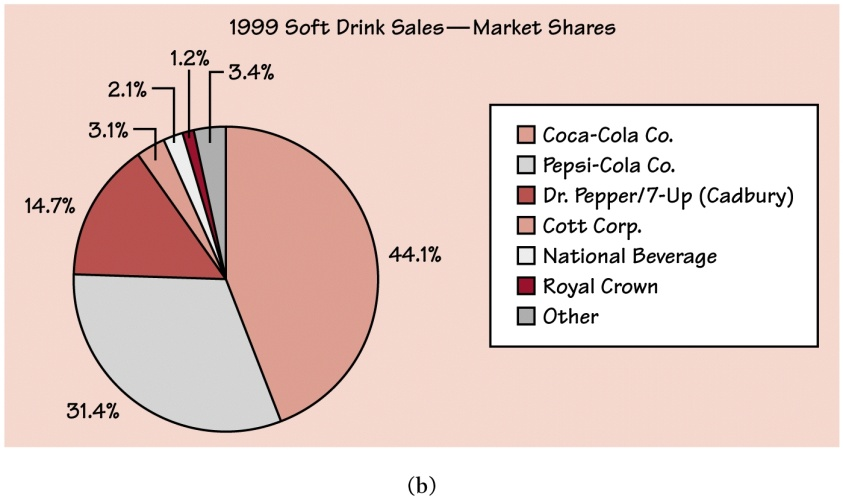 1999 Soft Drink Sales—Market Shares
1.2%
3.4%
2.1%
3.1%
14.7%
44.1%
31.4%
Coca-Cola Co.
Pepsi-Cola Co.
Dr. Pepper/7-Up (Cadbury)
Cott Corp.
National Beverage
Royal Crown
Other
(b)